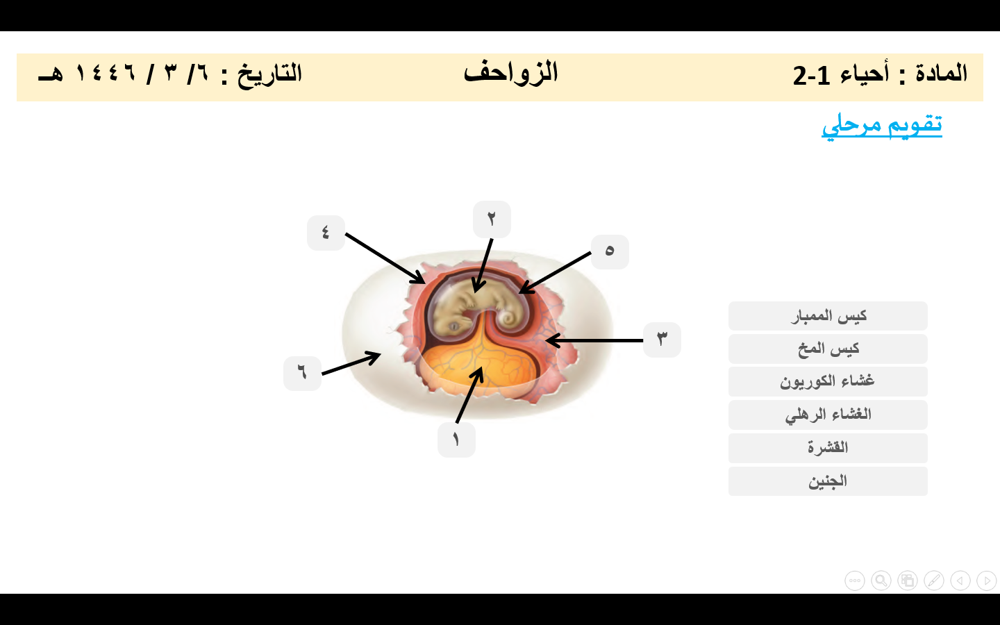 المادة : أحياء 1-2
الزواحف
التاريخ : ٦/ ٣ / ١٤٤٦ هـ
تقويم مرحلي
٢
٤
٥
٣
٦
١
كيس الممبار
كيس المخ
غشاء الكوريون
الغشاء الرهلي
القشرة
الجنين